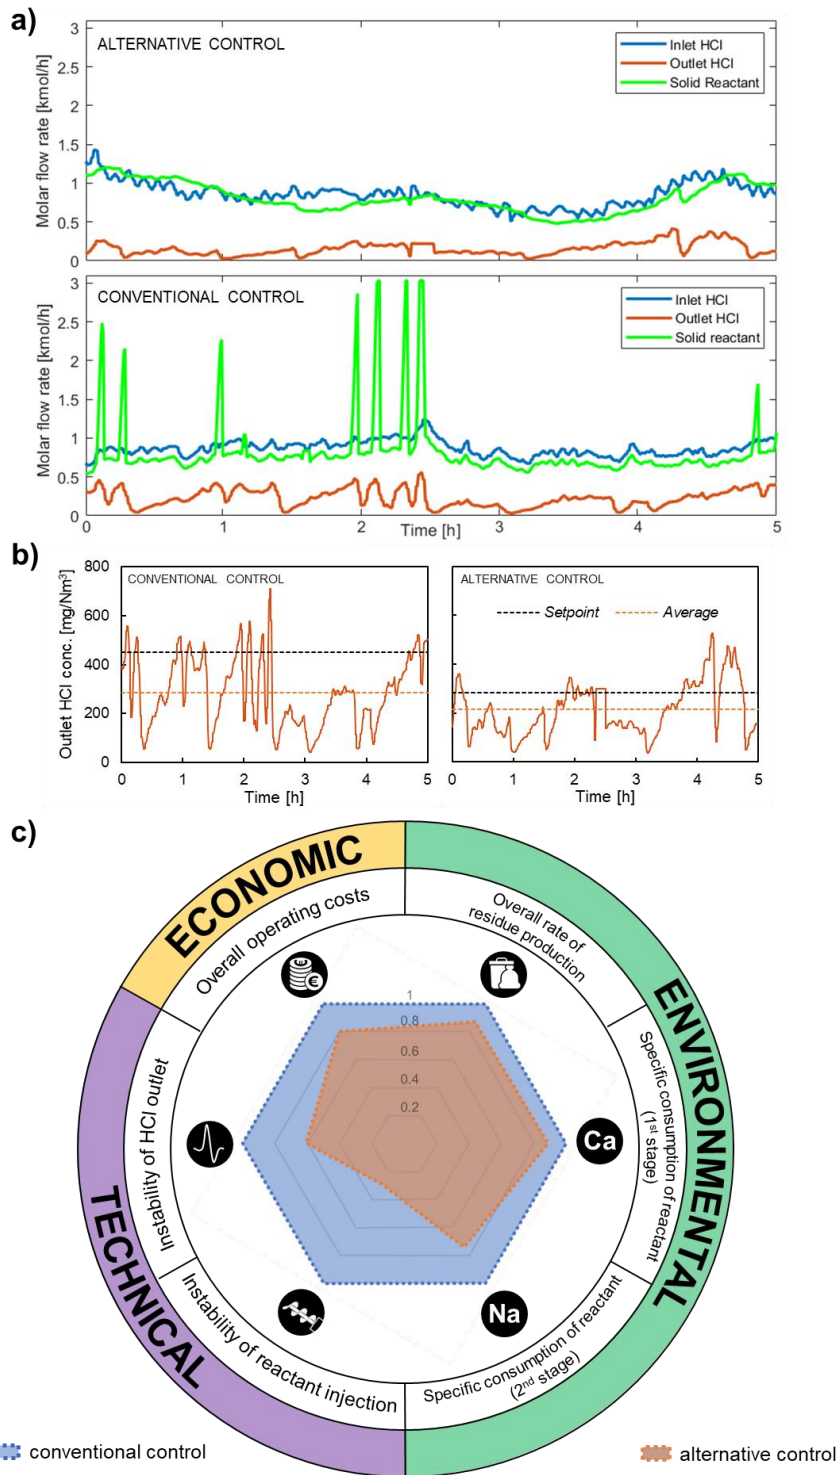 a)
ALTERNATIVE CONTROL
Inlet HCl
Outlet HCl
Solid Reactant
Molar flow rate [kmol/h]
3
2.5
2
1.5
1
0.5
0
CONVENTIONAL CONTROL
Inlet HCl
Outlet HCl
Solid reactant
Molar flow rate [kmol/h]
3
2.5
2
1.5
1
0.5
0
0 1 2 3 4 5
Time [h]
b)
CONVENTIONAL CONTROL
Outlet HCl conc. [mg/Nm³]
800
600
400
200
0
0 1 2 3 4 5
Time [h]
ALTERNATIVE CONTROL
Setpoint
Average
0 1 2 3 4 5
Time [h]
c)
ECONOMIC
ENVIRONMENTAL
TECHNICAL
Overall operating costs
Overall rate of
residue production
Specific consumption of reactant
(1st stage)
Specific consumption of reactant
(2nd stage)
Instability of reactant injection
Instability of HCl outlet
€
Ca
Na
1
0.8
0.6
0.4
0.2
conventional control
alternative control